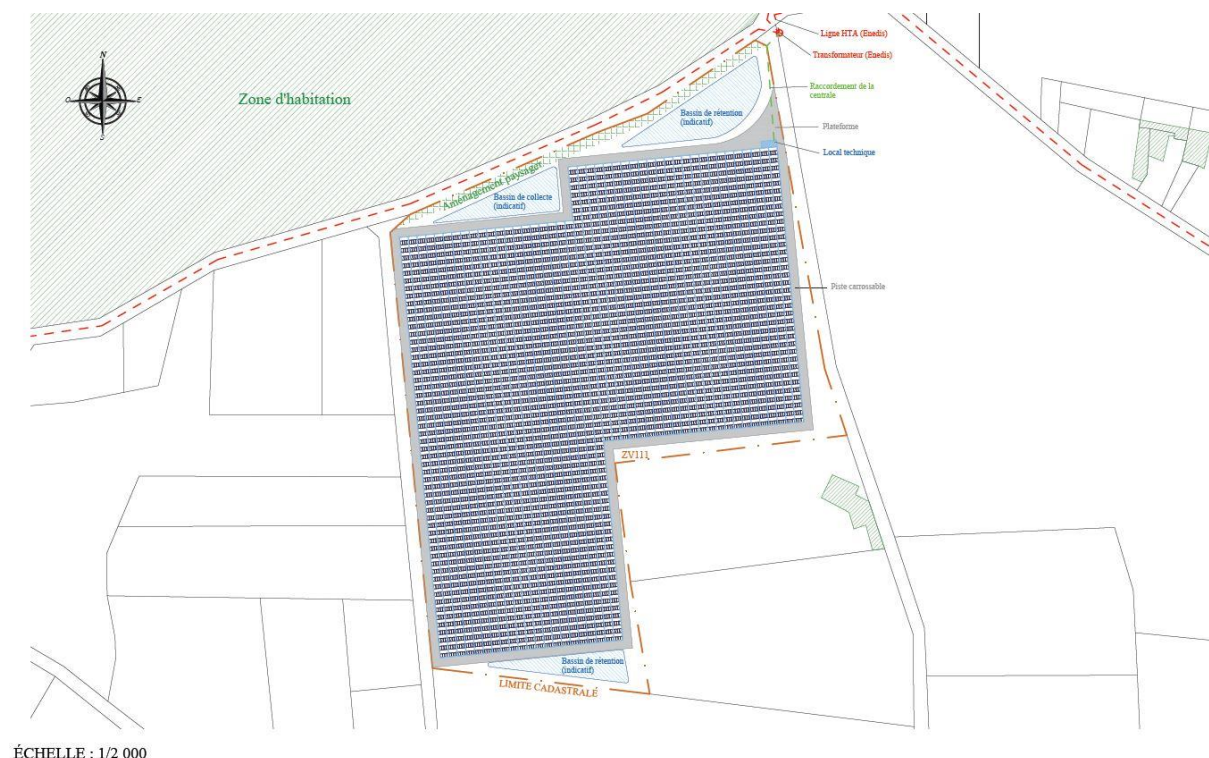 Ligne HTA (Enedis)
Transformateur (Enedis)
N
O
E
S
Zone d'habitation
Raccordement de la
centrale
Bassin de rétention
(indicatif)
Plateforme
Local technique
Aménagement paysager
Bassin de collecte
(indicatif)
Piste carrossable
ZV111
Bassin de rétention
(indicatif)
LIMITE CADASTRALÉ
ÉCHELLE : 1/2 000